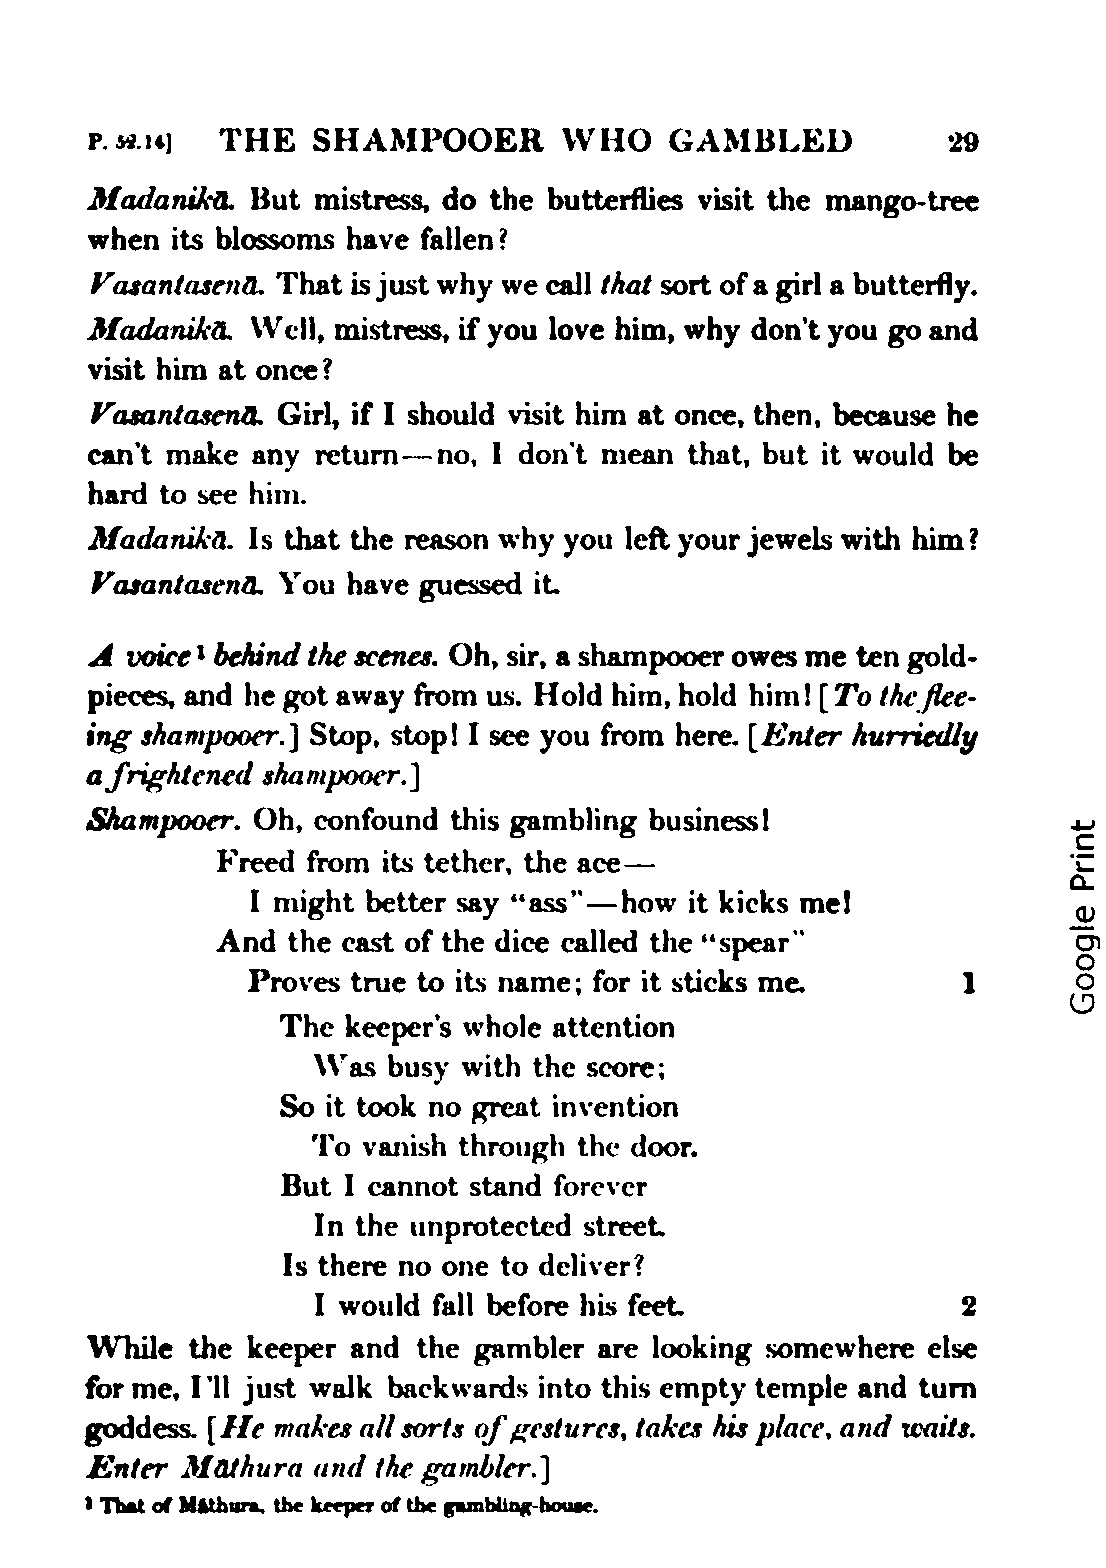 P. 52.14] THE SHAMPOOER WHO GAMBLED 29
Madanikā. But mistress, do the butterflies visit the mango-tree
when its blossoms have fallen?
Vasantasenā. That is just why we call that sort of a girl a butterfly.
Madanikā. Well, mistress, if you love him, why don't you go and
visit him at once?
Vasantasenā. Girl, if I should visit him at once, then, because he
can't make any return—no, I don't mean that, but it would be
hard to see him.
Madanikā. Is that the reason why you left your jewels with him?
Vasantasenā. You have guessed it.
A voice¹ behind the scenes. Oh, sir, a shampooer owes me ten gold-
pieces, and he got away from us. Hold him, hold him! [To the flee-
ing shampooer.] Stop, stop! I see you from here. [Enter hurriedly
a frightened shampooer.]
Shampooer. Oh, confound this gambling business!
Freed from its tether, the ace—
I might better say "ass"—how it kicks me!
And the cast of the dice called the "spear"
Proves true to its name; for it sticks me. 1
The keeper's whole attention
Was busy with the score;
So it took no great invention
To vanish through the door.
But I cannot stand forever
In the unprotected street.
Is there no one to deliver?
I would fall before his feet. 2
While the keeper and the gambler are looking somewhere else
for me, I'll just walk backwards into this empty temple and turn
goddess. [He makes all sorts of gestures, takes his place, and waits.
Enter Māthura and the gambler.]
¹ That of Māthura, the keeper of the gambling-house.
Google Print